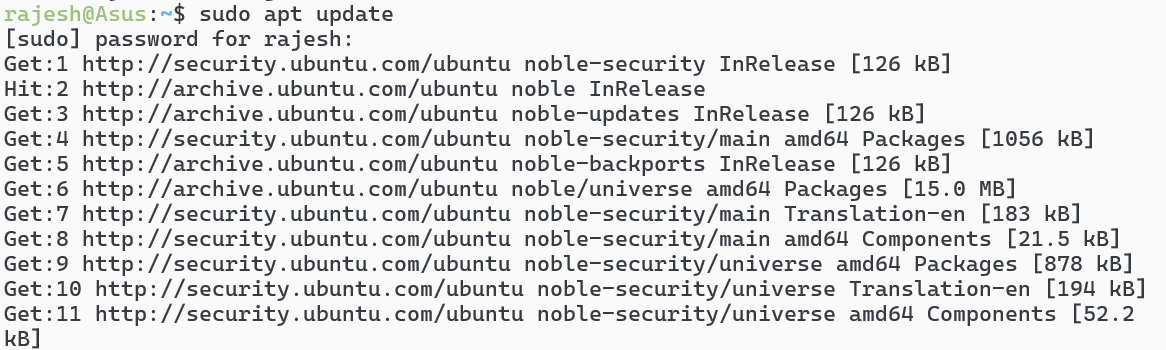 rajesh@Asus:~$ sudo apt update
[sudo] password for rajesh:
Get:1 http://security.ubuntu.com/ubuntu noble-security InRelease [126 kB]
Hit:2 http://archive.ubuntu.com/ubuntu noble InRelease
Get:3 http://archive.ubuntu.com/ubuntu noble-updates InRelease [126 kB]
Get:4 http://security.ubuntu.com/ubuntu noble-security/main amd64 Packages [1056 kB]
Get:5 http://archive.ubuntu.com/ubuntu noble-backports InRelease [126 kB]
Get:6 http://archive.ubuntu.com/ubuntu noble/universe amd64 Packages [15.0 MB]
Get:7 http://security.ubuntu.com/ubuntu noble-security/main Translation-en [183 kB]
Get:8 http://security.ubuntu.com/ubuntu noble-security/main amd64 Components [21.5 kB]
Get:9 http://security.ubuntu.com/ubuntu noble-security/universe amd64 Packages [878 kB]
Get:10 http://security.ubuntu.com/ubuntu noble-security/universe Translation-en [194 kB]
Get:11 http://security.ubuntu.com/ubuntu noble-security/universe amd64 Components [52.2
kB]